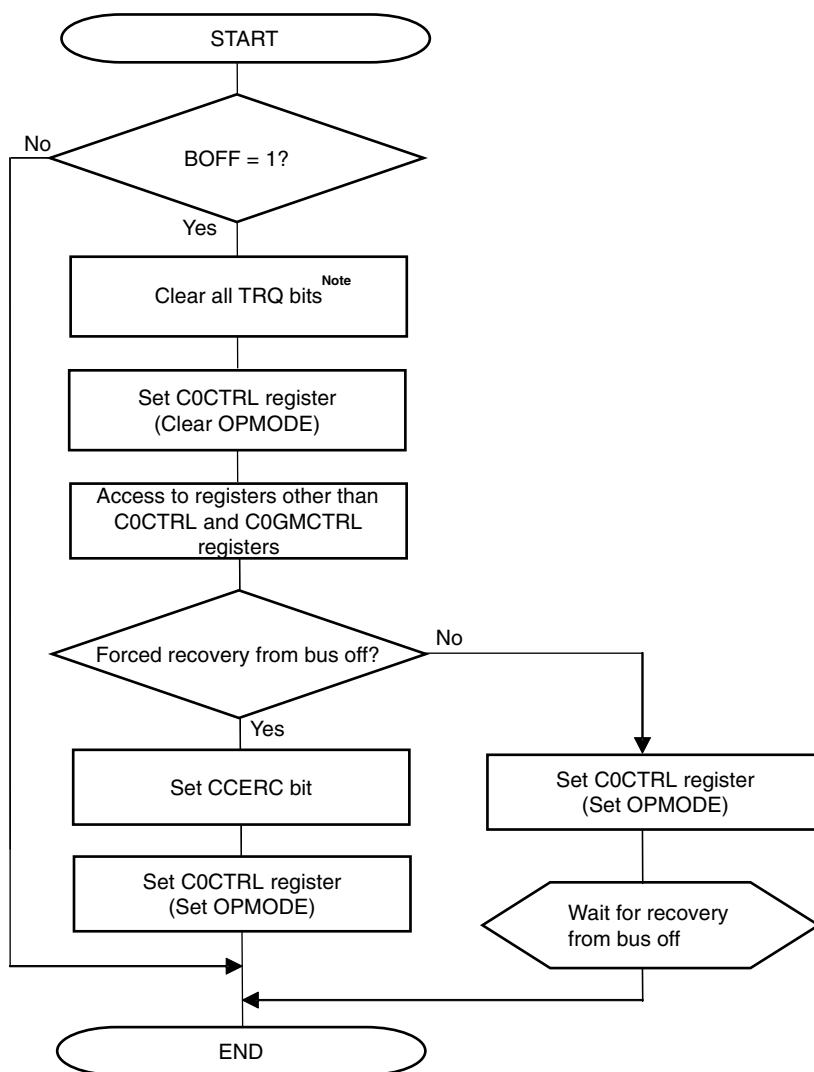 START
No
BOFF = 1?
Yes
Clear all TRQ bits Note
Set C0CTRL register
(Clear OPMODE)
Access to registers other than
C0CTRL and C0GMCTRL
registers
Forced recovery from bus off?
No
Yes
Set CCERC bit
Set C0CTRL register
(Set OPMODE)
Set C0CTRL register
(Set OPMODE)
Wait for recovery
from bus off
END